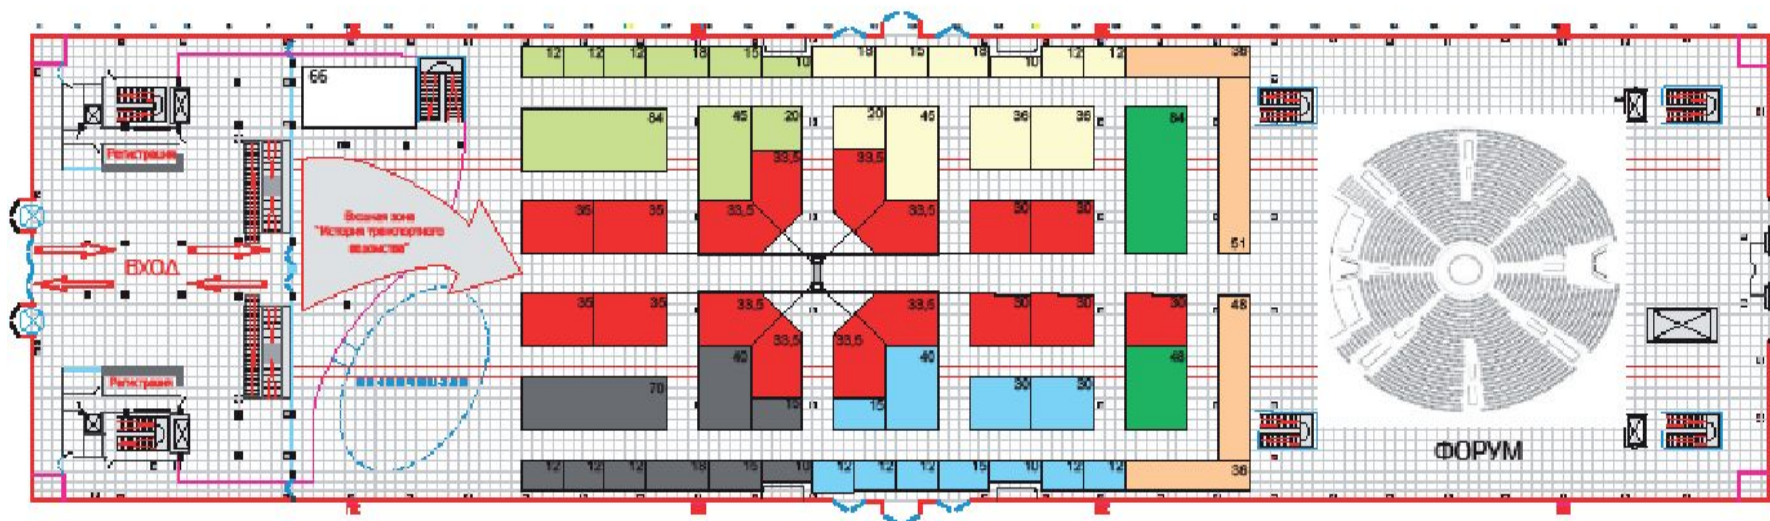 12 12 12 18 15 10 18 15 18 10 12 12 36
66
84 45 20 20 45 36 36 84
Регистрация
33,5 33,5
Входная зона
"История транспортного
ведомства"
35 35 33,5 33,5 30 30 51
ВХОД
35 35 33,5 33,5 30 30 30 48
33,5 33,5
40 40 48
Регистрация
70 15 15 30 30
ФОРУМ
12 12 12 18 15 10 12 12 12 15 10 12 12 36